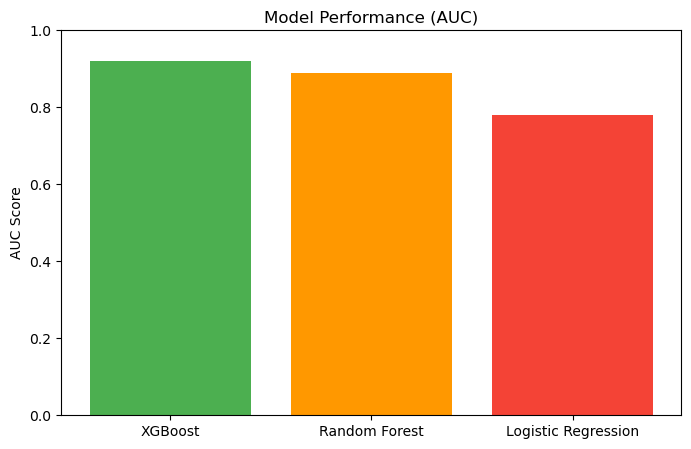 Model Performance (AUC)
AUC Score
1.0
0.8
0.6
0.4
0.2
0.0
XGBoost
Random Forest
Logistic Regression